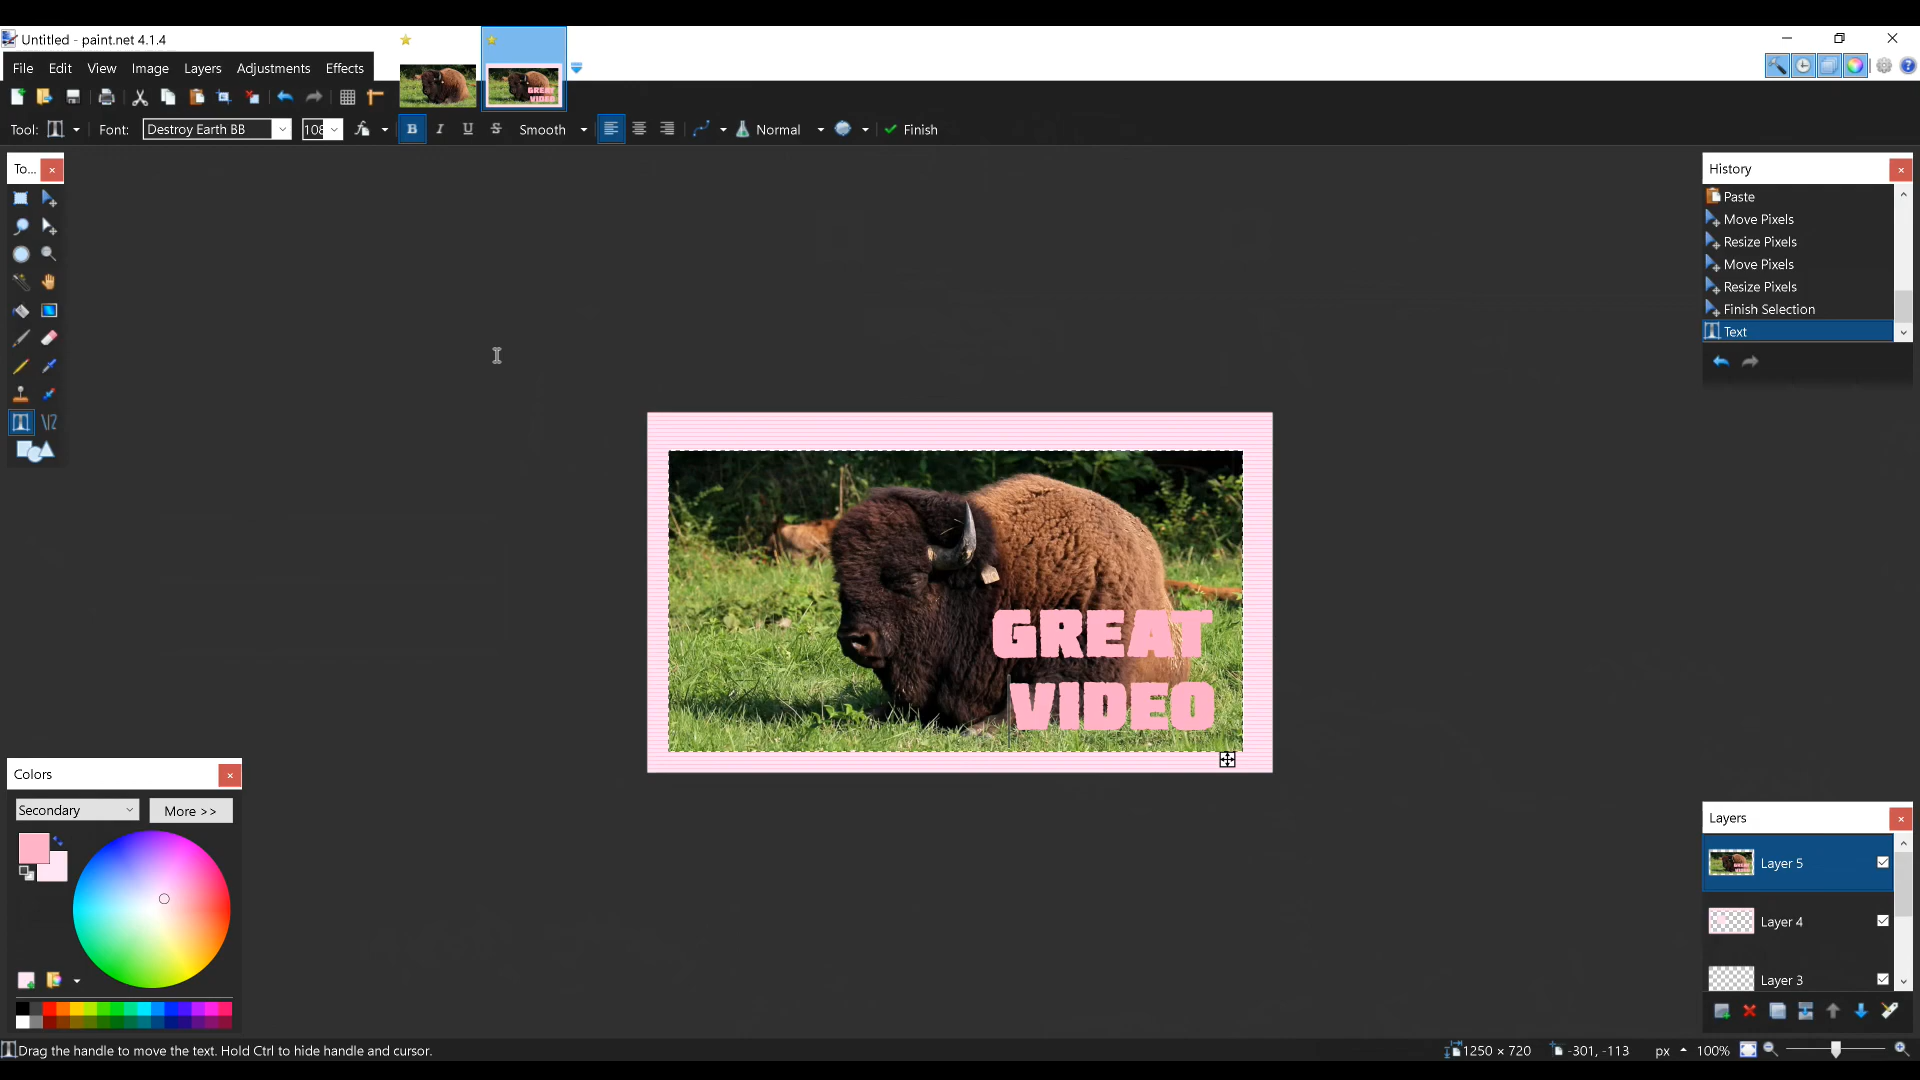 Untitled - paint.net 4.1.4
File Edit View Image Layers Adjustments Effects
Tool: Font: Destroy Earth BB 108 B I U S Smooth Normal Finish
To...
History
Paste
Move Pixels
Resize Pixels
Move Pixels
Resize Pixels
Finish Selection
Text
GREAT
VIDEO
Colors
Secondary More >>
Layers
Layer 5
Layer 4
Layer 3
Drag the handle to move the text. Hold Ctrl to hide handle and cursor. 1250 × 720 -301, -113 px 100%